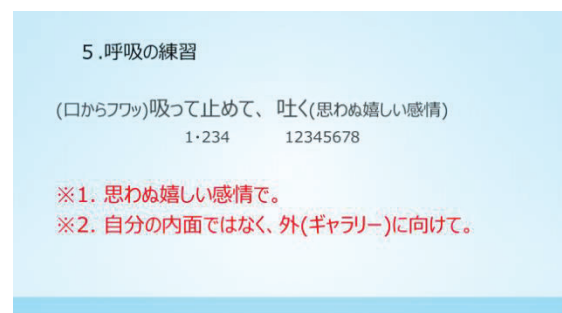 5.呼吸の練習
(口からフワッ)吸って止めて、 吐く(思わぬ嬉しい感情)
1・234 12345678
※1. 思わぬ嬉しい感情で。
※2. 自分の内面ではなく、外(ギャラリー)に向けて。